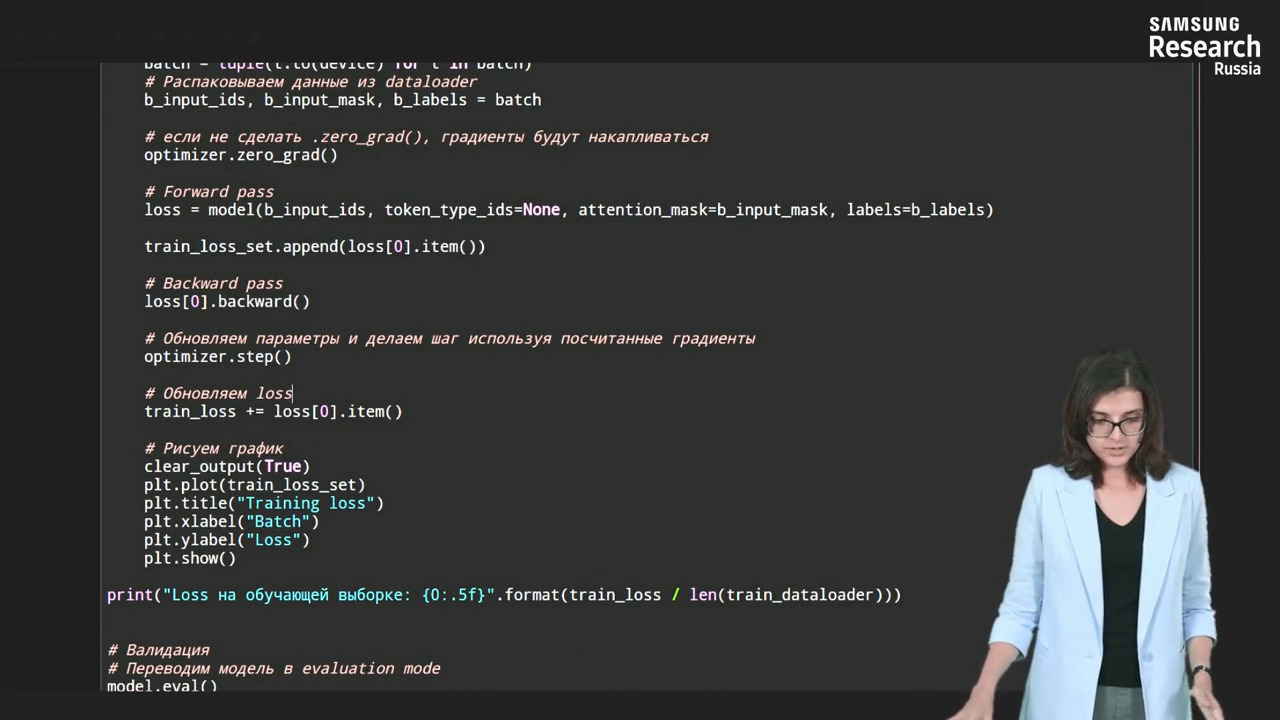 SAMSUNG
Research
Russia
batch = tuple(t.to(device) for t in batch)
# Распаковываем данные из dataloader
b_input_ids, b_input_mask, b_labels = batch
# если не сделать .zero_grad(), градиенты будут накапливаться
optimizer.zero_grad()
# Forward pass
loss = model(b_input_ids, token_type_ids=None, attention_mask=b_input_mask, labels=b_labels)
train_loss_set.append(loss[0].item())
# Backward pass
loss[0].backward()
# Обновляем параметры и делаем шаг используя посчитанные градиенты
optimizer.step()
# Обновляем loss
train_loss += loss[0].item()
# Рисуем график
clear_output(True)
plt.plot(train_loss_set)
plt.title("Training loss")
plt.xlabel("Batch")
plt.ylabel("Loss")
plt.show()
print("Loss на обучающей выборке: {0:.5f}".format(train_loss / len(train_dataloader)))
# Валидация
# Переводим модель в evaluation mode
model.eval()